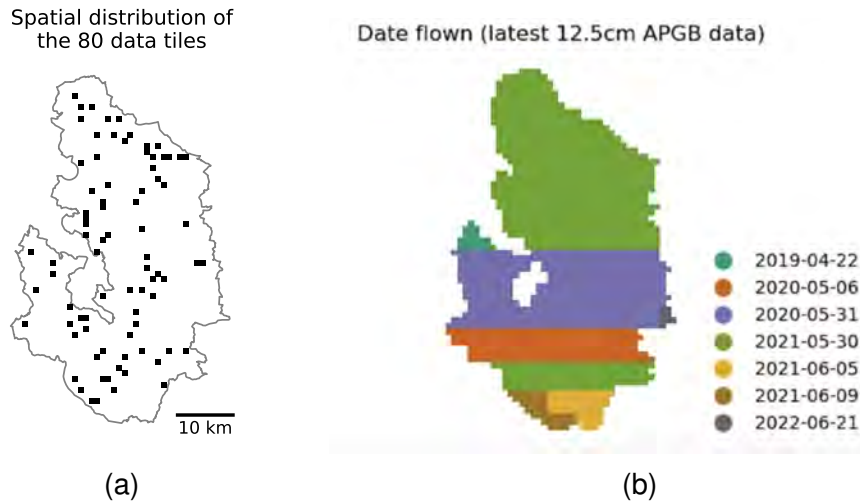 Spatial distribution of
the 80 data tiles
10 km
(a)
Date flown (latest 12.5cm APGB data)
2019-04-22
2020-05-06
2020-05-31
2021-05-30
2021-06-05
2021-06-09
2022-06-21
(b)